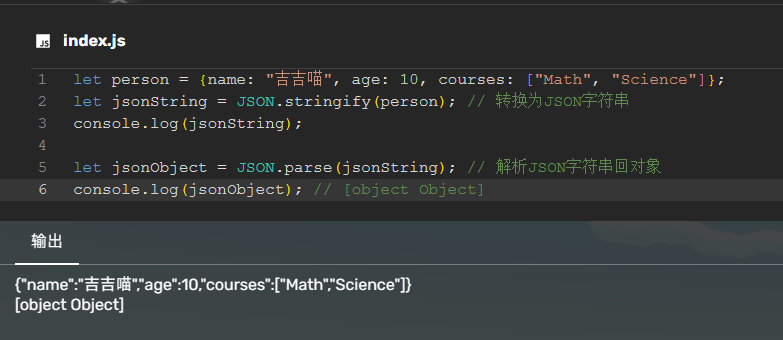 JS index.js
1 let person = {name: "吉吉喵", age: 10, courses: ["Math", "Science"]};
2 let jsonString = JSON.stringify(person); // 转换为JSON字符串
3 console.log(jsonString);
4
5 let jsonObject = JSON.parse(jsonString); // 解析JSON字符串回对象
6 console.log(jsonObject); // [object Object]
输出
{"name":"吉吉喵","age":10,"courses":["Math","Science"]}
[object Object]